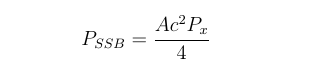 $P_{SSB} = \frac{Ac^2 P_x}{4}$